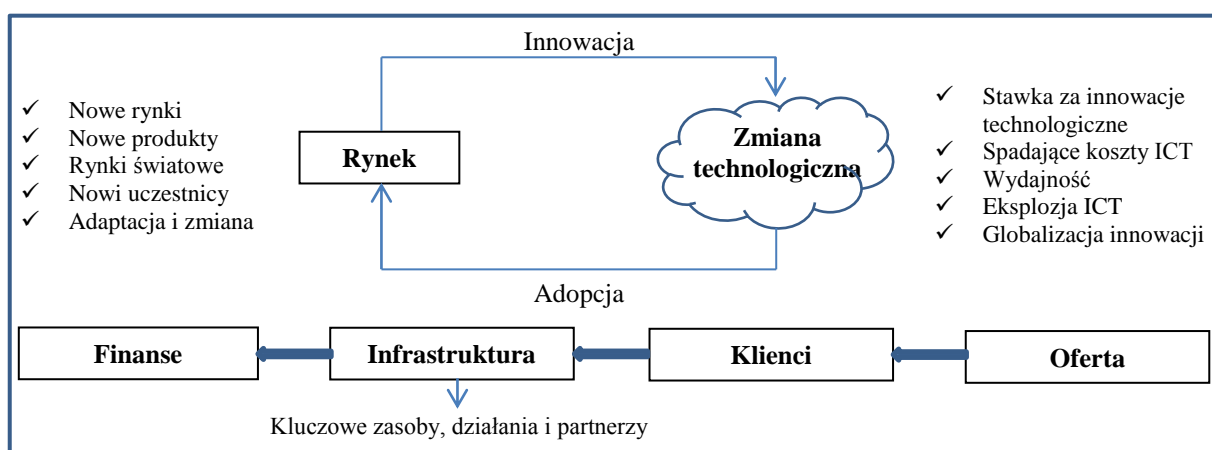 Innowacja
✓ Nowe rynki
✓ Nowe produkty
✓ Rynki światowe
✓ Nowi uczestnicy
✓ Adaptacja i zmiana
Rynek
Zmiana
technologiczna
✓ Stawka za innowacje
technologiczne
✓ Spadające koszty ICT
✓ Wydajność
✓ Eksplozja ICT
✓ Globalizacja innowacji
Adopcja
Finanse
Infrastruktura
Klienci
Oferta
Kluczowe zasoby, działania i partnerzy